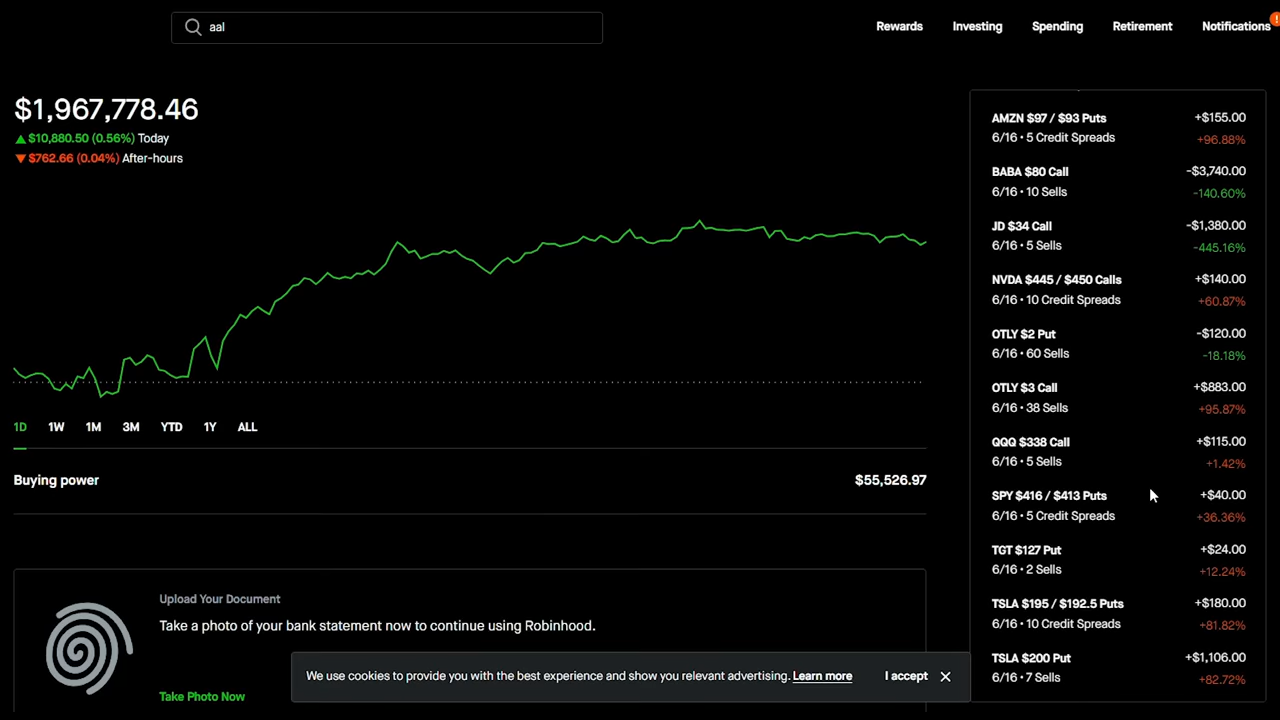 aal
Rewards
Investing
Spending
Retirement
Notifications
!
$1,967,778.46
▲ $10,880.50 (0.56%) Today
▼ $762.66 (0.04%) After-hours
1D 1W 1M 3M YTD 1Y ALL
Buying power $55,526.97
Upload Your Document
Take a photo of your bank statement now to continue using Robinhood.
Take Photo Now
We use cookies to provide you with the best experience and show you relevant advertising. Learn more I accept ×
AMZN $97 / $93 Puts +$155.00
6/16 · 5 Credit Spreads +96.88%
BABA $80 Call -$3,740.00
6/16 · 10 Sells -140.60%
JD $34 Call -$1,380.00
6/16 · 5 Sells -445.16%
NVDA $445 / $450 Calls +$140.00
6/16 · 10 Credit Spreads +60.87%
OTLY $2 Put -$120.00
6/16 · 60 Sells -18.18%
OTLY $3 Call +$883.00
6/16 · 38 Sells +95.87%
QQQ $338 Call +$115.00
6/16 · 5 Sells +1.42%
SPY $416 / $413 Puts +$40.00
6/16 · 5 Credit Spreads +36.36%
TGT $127 Put +$24.00
6/16 · 2 Sells +12.24%
TSLA $195 / $192.5 Puts +$180.00
6/16 · 10 Credit Spreads +81.82%
TSLA $200 Put +$1,106.00
6/16 · 7 Sells +82.72%